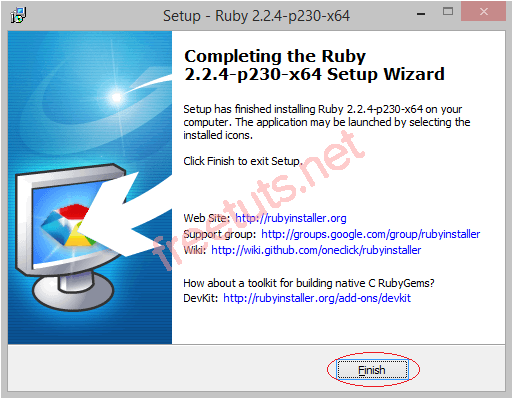 Setup - Ruby 2.2.4-p230-x64
Completing the Ruby
2.2.4-p230-x64 Setup Wizard
Setup has finished installing Ruby 2.2.4-p230-x64 on your
computer. The application may be launched by selecting the
installed icons.
Click Finish to exit Setup.
freetuts.net
Web Site: http://rubyinstaller.org
Support group: http://groups.google.com/group/rubyinstaller
Wiki: http://wiki.github.com/oneclick/rubyinstaller
How about a toolkit for building native C RubyGems?
DevKit: http://rubyinstaller.org/add-ons/devkit
Finish